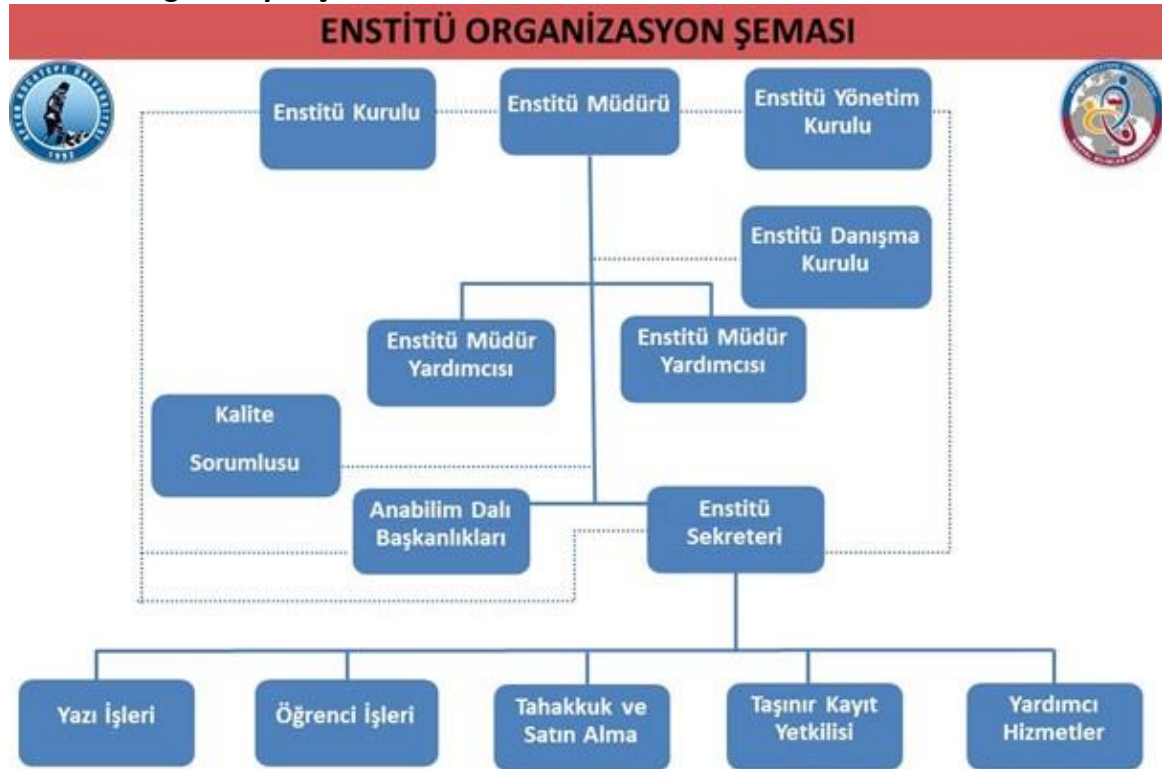 ENSTİTÜ ORGANİZASYON ŞEMASI
Enstitü Kurulu
Enstitü Müdürü
Enstitü Yönetim
Kurulu
Enstitü Danışma
Kurulu
Enstitü Müdür
Yardımcısı
Enstitü Müdür
Yardımcısı
Kalite
Sorumlusu
Anabilim Dalı
Başkanlıkları
Enstitü
Sekreteri
Yazı İşleri
Öğrenci İşleri
Tahakkuk ve
Satın Alma
Taşınır Kayıt
Yetkilisi
Yardımcı
Hizmetler